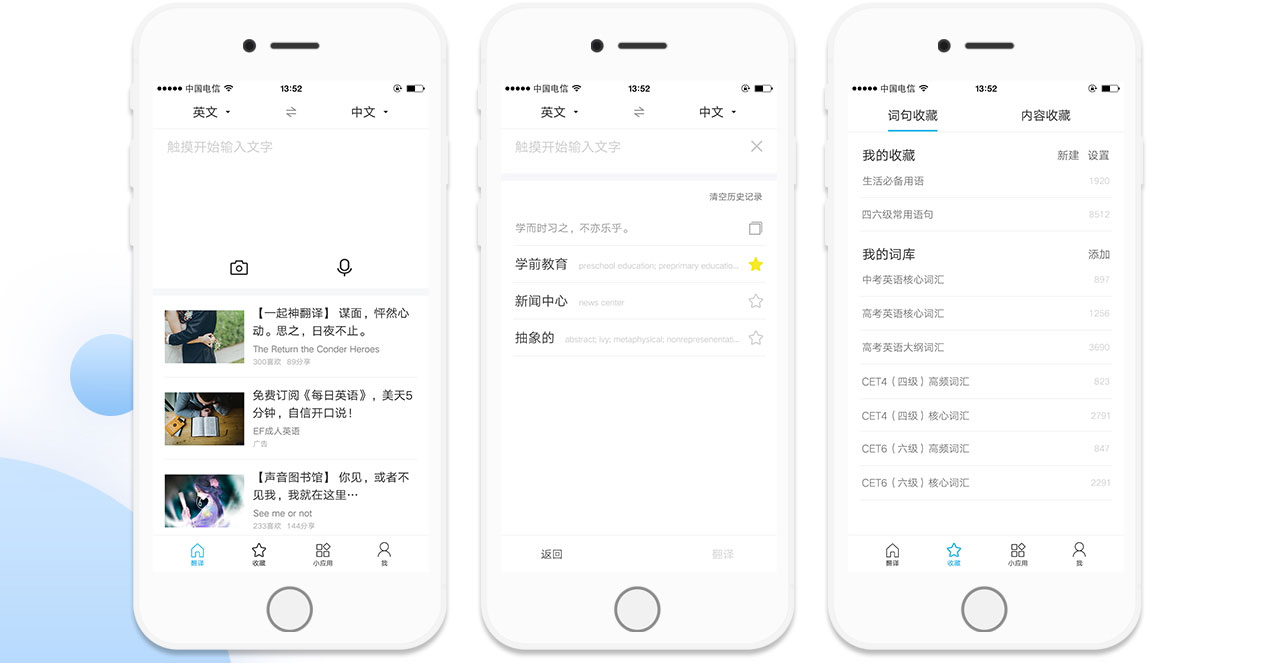 中国电信 13:52
英文 中文
触摸开始输入文字
【一起神翻译】 谋面，怦然心
动。思之，日夜不止。
The Return the Conder Heroes
300喜欢 89分享
免费订阅《每日英语》，美天5
分钟，自信开口说！
EF成人英语
广告
【声音图书馆】 你见，或者不
见我，我就在这里…
See me or not
233喜欢 144分享
翻译 收藏 小应用 我
中国电信 13:52
英文 中文
触摸开始输入文字
清空历史记录
学而时习之，不亦乐乎。
学前教育 preschool education; preprimary educatio...
新闻中心 news center
抽象的 abstract; ivy; metaphysical; nonrepresenentati...
返回 翻译
中国电信 13:52
词句收藏 内容收藏
我的收藏 新建 设置
生活必备用语 1920
四六级常用语句 8512
我的词库 添加
中考英语核心词汇 897
高考英语核心词汇 1256
高考英语大纲词汇 3690
CET4（四级）高频词汇 823
CET4（四级）核心词汇 2791
CET6（六级）高频词汇 847
CET6（六级）核心词汇 2291
翻译 收藏 小应用 我